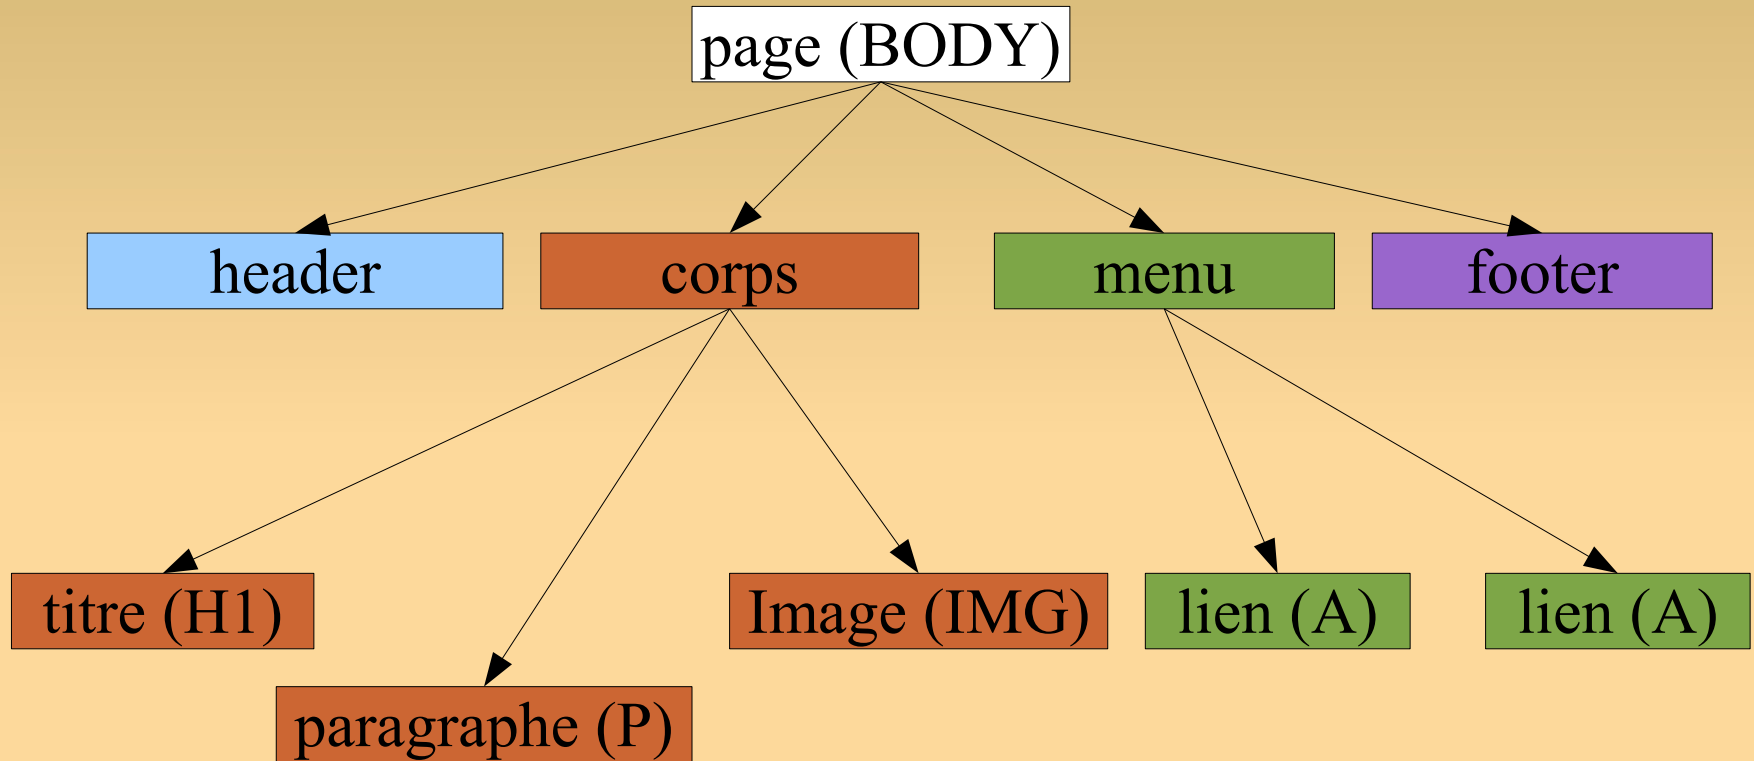 page (BODY)
header
corps
menu
footer
titre (H1)
Image (IMG)
lien (A)
lien (A)
paragraphe (P)